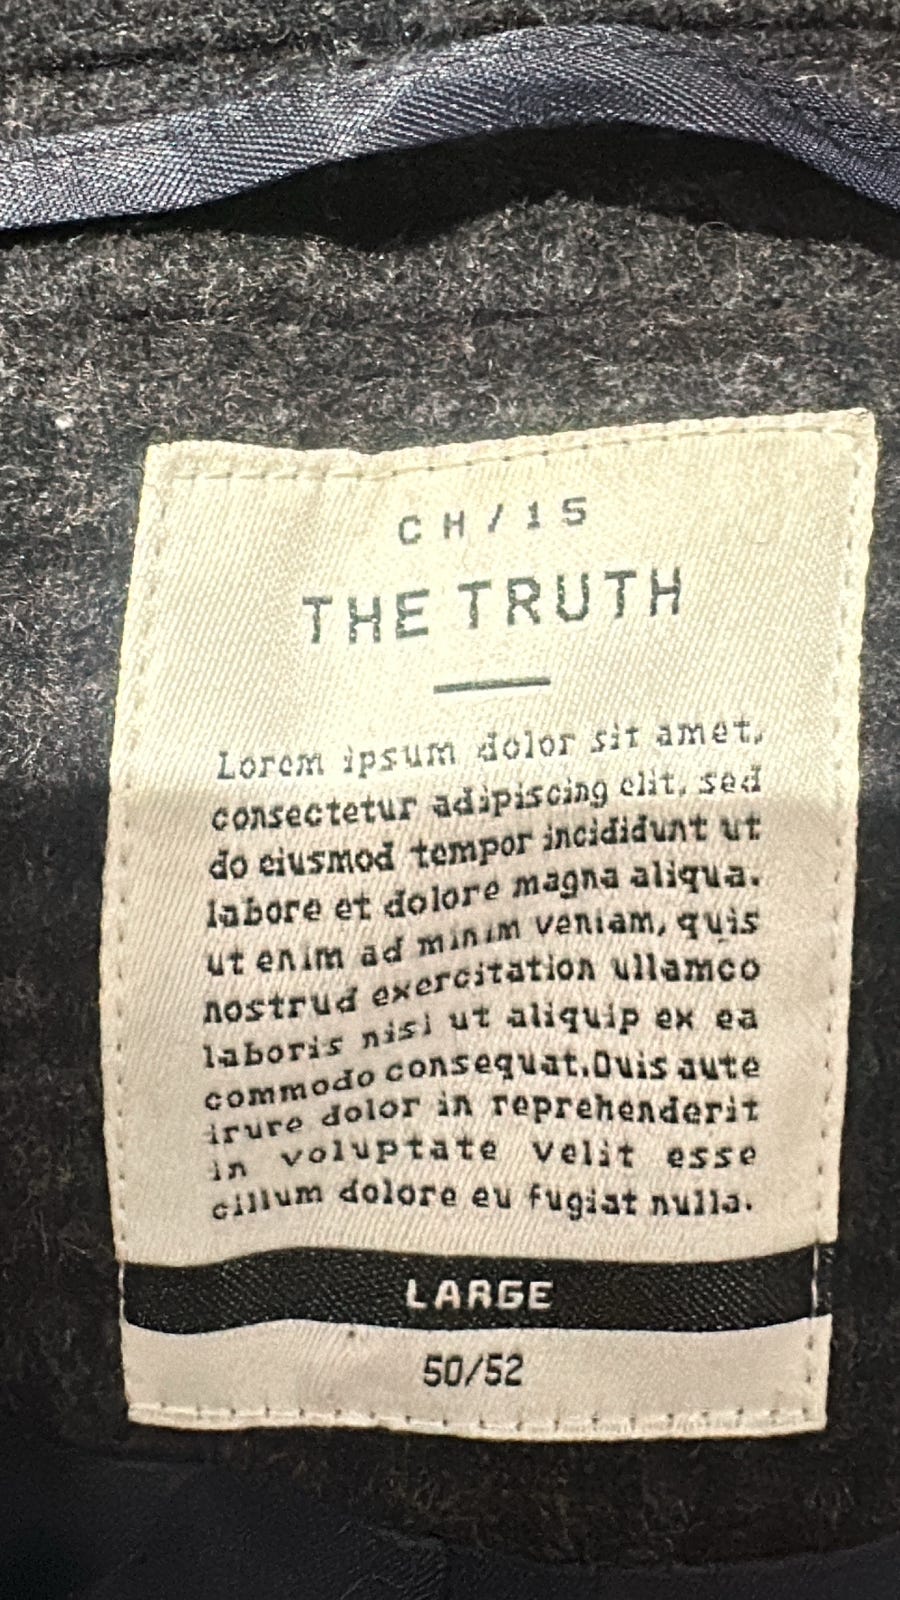 CH/15
THE TRUTH
Lorem ipsum dolor sit amet,
consectetur adipiscing elit, sed
do eiusmod tempor incididunt ut
labore et dolore magna aliqua.
ut enim ad minim veniam, quis
nostrud exercitation ullamco
laboris nisi ut aliquip ex ea
commodo consequat.Duis aute
irure dolor in reprehenderit
in voluptate velit esse
cillum dolore eu fugiat nulla.
LARGE
50/52